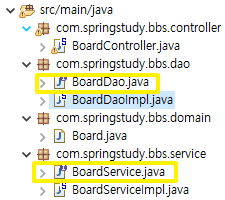 src/main/java
com.springstudy.bbs.controller
BoardController.java
com.springstudy.bbs.dao
BoardDao.java
BoardDaoImpl.java
com.springstudy.bbs.domain
Board.java
com.springstudy.bbs.service
BoardService.java
BoardServiceImpl.java